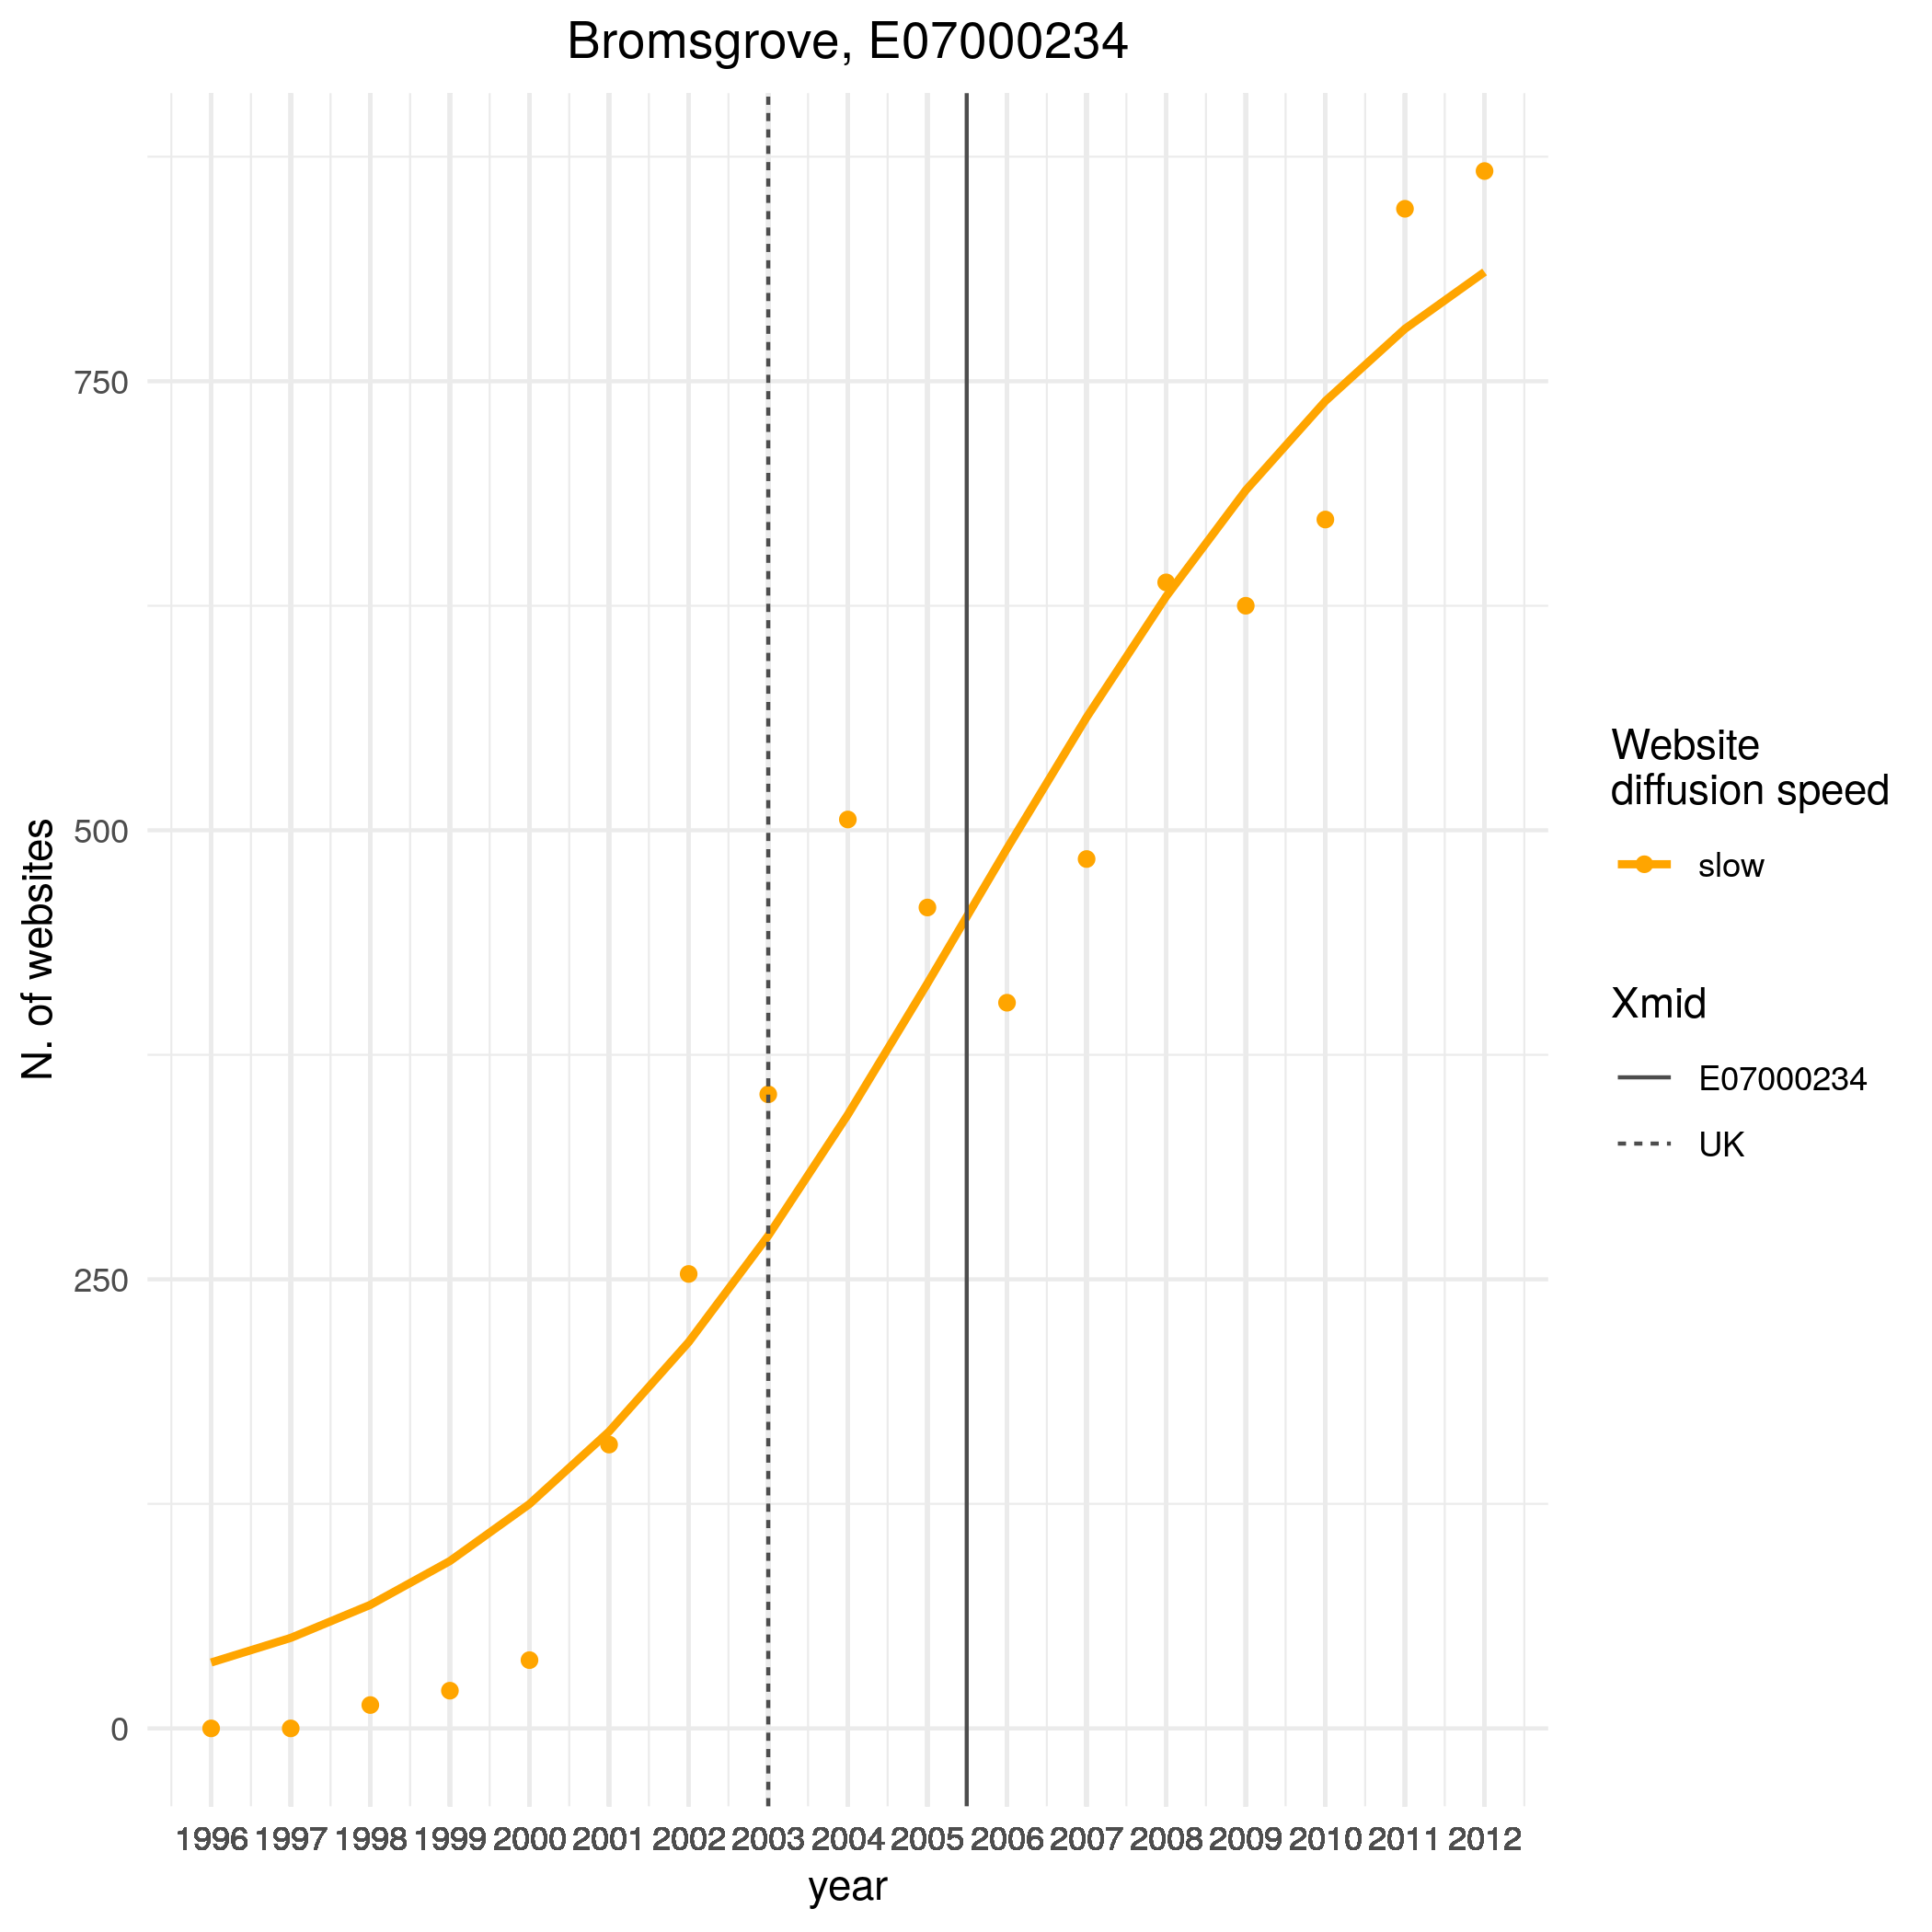 Bromsgrove, E07000234
N. of websites
750
500
250
0
1996 1997 1998 1999 2000 2001 2002 2003 2004 2005 2006 2007 2008 2009 2010 2011 2012
year
Website
diffusion speed
slow
Xmid
E07000234
UK